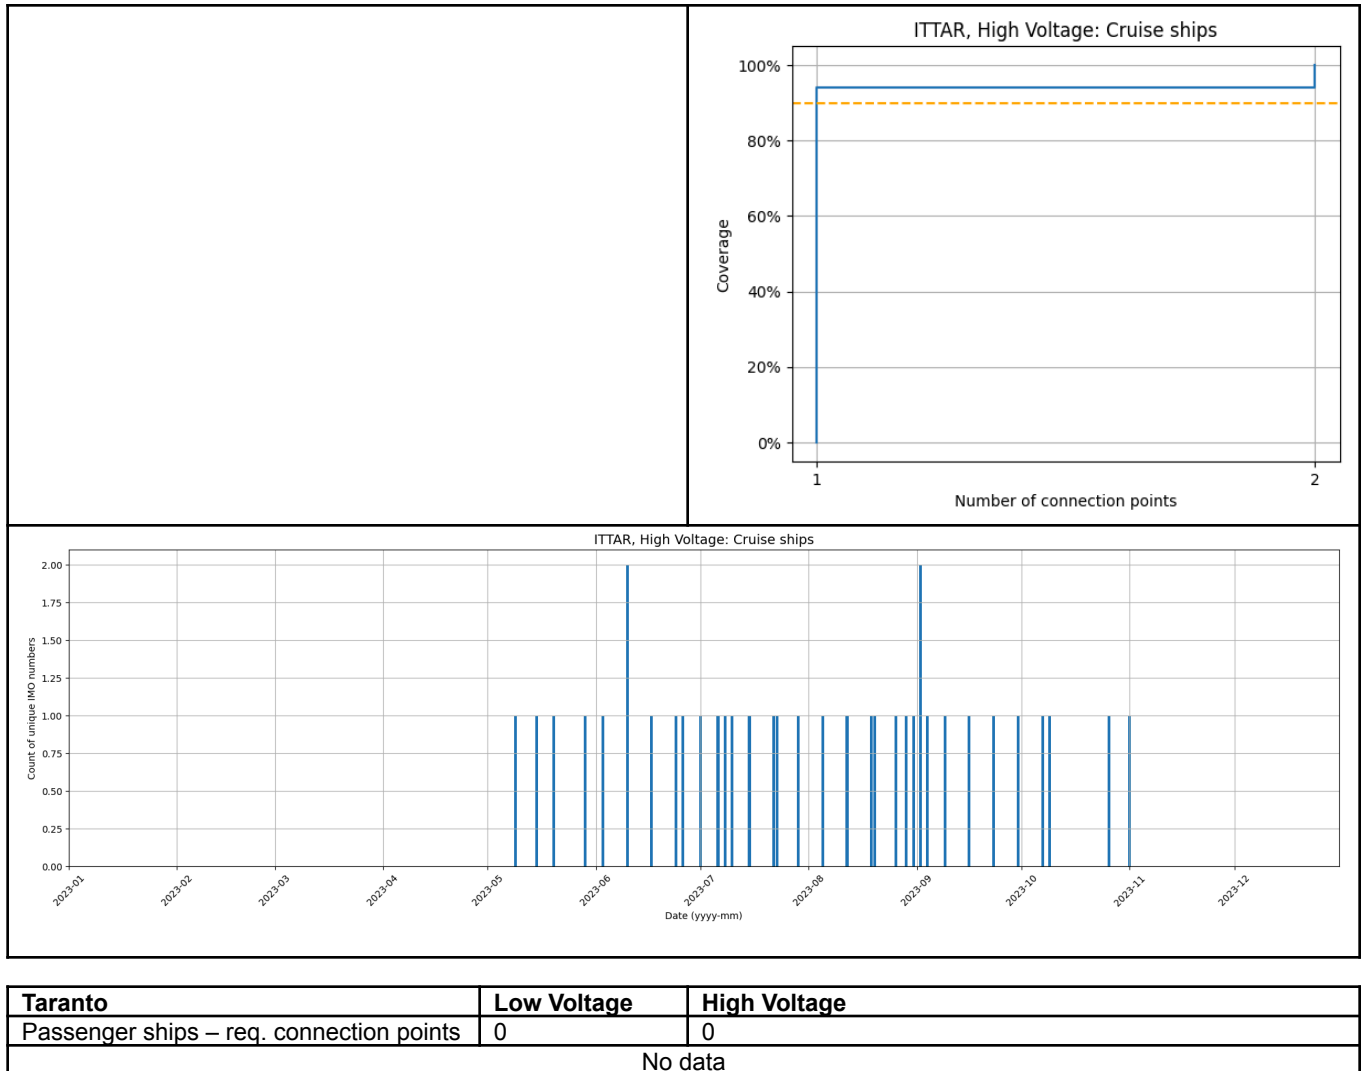 ITTAR, High Voltage: Cruise ships
100%
80%
60%
40%
20%
0%
Coverage
1 2
Number of connection points
ITTAR, High Voltage: Cruise ships
2.00
1.75
1.50
1.25
1.00
0.75
0.50
0.25
0.00
Count of unique IMO numbers
2023-01 2023-02 2023-03 2023-04 2023-05 2023-06 2023-07 2023-08 2023-09 2023-10 2023-11 2023-12
Date (yyyy-mm)
Taranto Low Voltage High Voltage
Passenger ships – req. connection points 0 0
No data